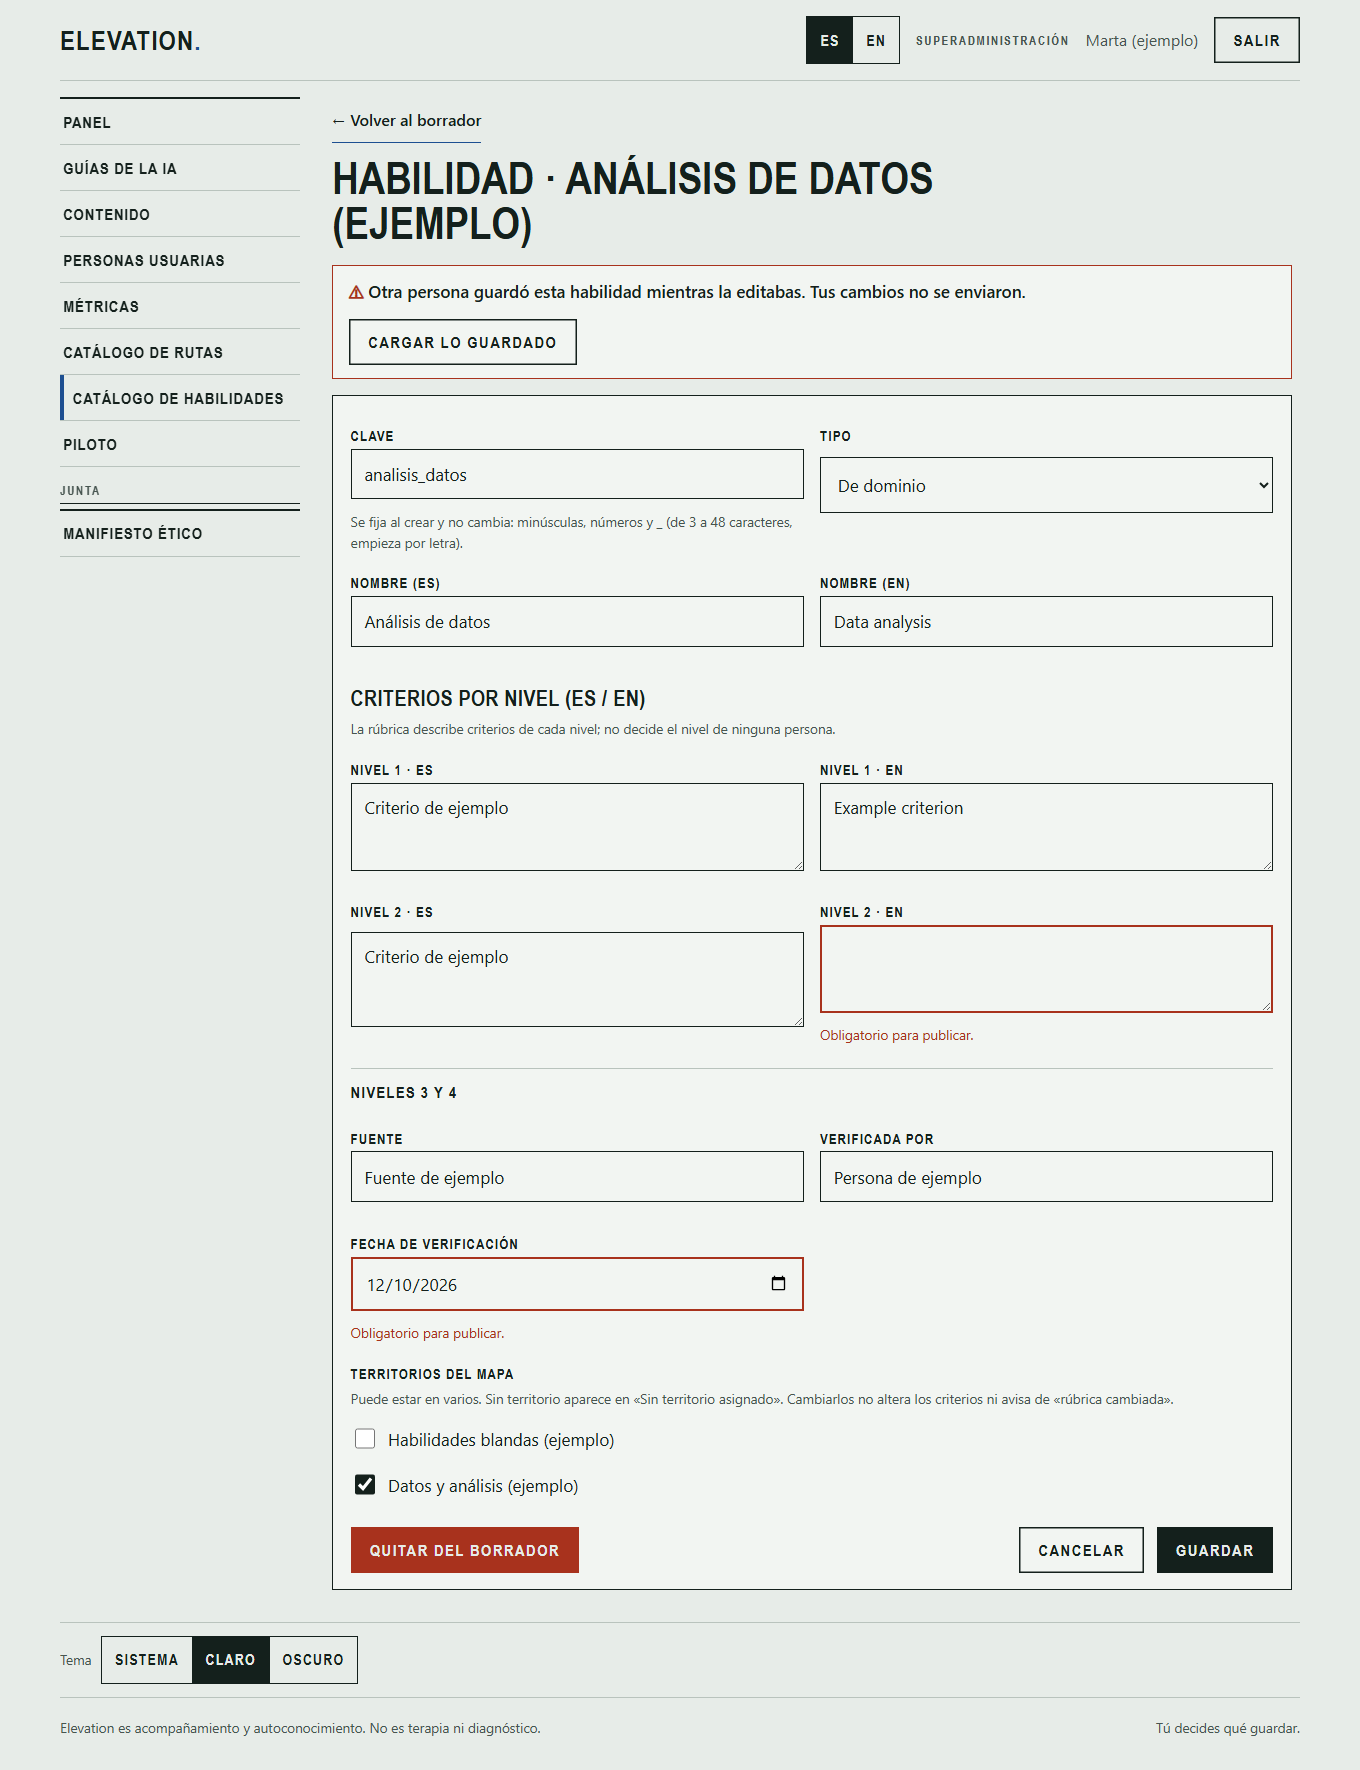 ELEVATION.
ES
EN
SUPERADMINISTRACIÓN
Marta (ejemplo)
SALIR
PANEL
GUÍAS DE LA IA
CONTENIDO
PERSONAS USUARIAS
MÉTRICAS
CATÁLOGO DE RUTAS
CATÁLOGO DE HABILIDADES
PILOTO
JUNTA
MANIFIESTO ÉTICO
← Volver al borrador
HABILIDAD · ANÁLISIS DE DATOS
(EJEMPLO)
⚠ Otra persona guardó esta habilidad mientras la editabas. Tus cambios no se enviaron.
CARGAR LO GUARDADO
CLAVE
analisis_datos
Se fija al crear y no cambia: minúsculas, números y _ (de 3 a 48 caracteres,
empieza por letra).
TIPO
De dominio
NOMBRE (ES)
Análisis de datos
NOMBRE (EN)
Data analysis
CRITERIOS POR NIVEL (ES / EN)
La rúbrica describe criterios de cada nivel; no decide el nivel de ninguna persona.
NIVEL 1 · ES
Criterio de ejemplo
NIVEL 1 · EN
Example criterion
NIVEL 2 · ES
Criterio de ejemplo
NIVEL 2 · EN
Obligatorio para publicar.
NIVELES 3 Y 4
FUENTE
Fuente de ejemplo
VERIFICADA POR
Persona de ejemplo
FECHA DE VERIFICACIÓN
12/10/2026
Obligatorio para publicar.
TERRITORIOS DEL MAPA
Puede estar en varios. Sin territorio aparece en «Sin territorio asignado». Cambiarlos no altera los criterios ni avisa de «rúbrica cambiada».
Habilidades blandas (ejemplo)
Datos y análisis (ejemplo)
QUITAR DEL BORRADOR
CANCELAR
GUARDAR
Tema
SISTEMA
CLARO
OSCURO
Elevation es acompañamiento y autoconocimiento. No es terapia ni diagnóstico.
Tú decides qué guardar.